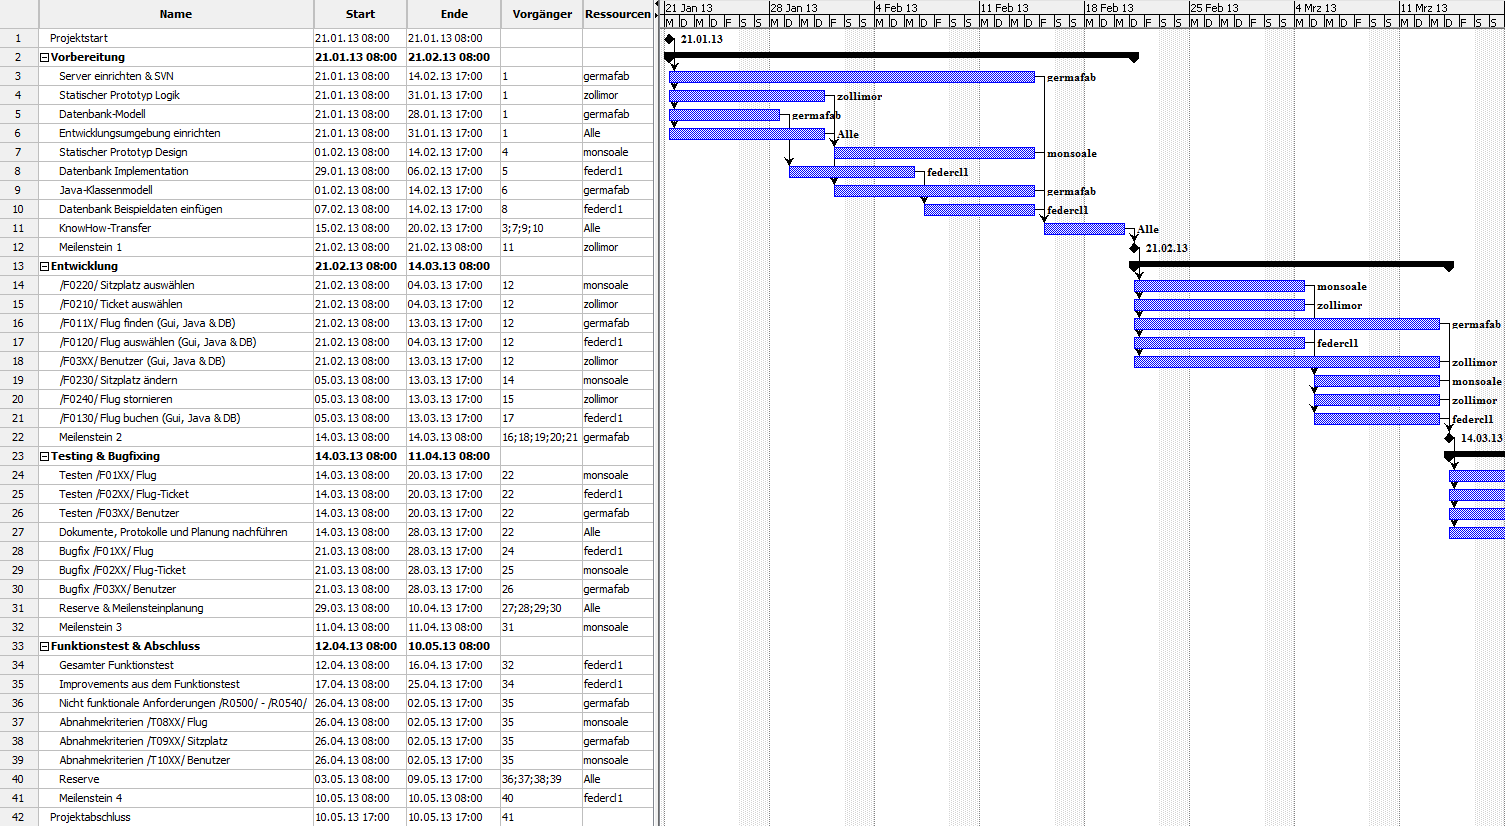 Name Start Ende Vorgänger Ressourcen 21 Jan 13 28 Jan 13 4 Feb 13 11 Feb 13 18 Feb 13 25 Feb 13 4 Mrz 13 11 Mrz 13
M D M D F S S M D M D F S S M D M D F S S M D M D F S S M D M D F S S M D M D F S S M D M D F S S M D M D F S S
1 Projektstart 21.01.13 08:00 21.01.13 08:00 21.01.13
2 Vorbereitung 21.01.13 08:00 21.02.13 08:00
3 Server einrichten & SVN 21.01.13 08:00 14.02.13 17:00 1 germafab germafab
4 Statischer Prototyp Logik 21.01.13 08:00 31.01.13 17:00 1 zollimor zollimor
5 Datenbank-Modell 21.01.13 08:00 28.01.13 17:00 1 germafab germafab
6 Entwicklungsumgebung einrichten 21.01.13 08:00 31.01.13 17:00 1 Alle Alle
7 Statischer Prototyp Design 01.02.13 08:00 14.02.13 17:00 4 monsoale monsoale
8 Datenbank Implementation 29.01.13 08:00 06.02.13 17:00 5 federcl1 federcl1
9 Java-Klassenmodell 01.02.13 08:00 14.02.13 17:00 6 germafab germafab
10 Datenbank Beispieldaten einfügen 07.02.13 08:00 14.02.13 17:00 8 federcl1 federcl1
11 KnowHow-Transfer 15.02.13 08:00 20.02.13 17:00 3;7;9;10 Alle Alle
12 Meilenstein 1 21.02.13 08:00 21.02.13 08:00 11 zollimor 21.02.13
13 Entwicklung 21.02.13 08:00 14.03.13 08:00
14 /F0220/ Sitzplatz auswählen 21.02.13 08:00 04.03.13 17:00 12 monsoale monsoale
15 /F0210/ Ticket auswählen 21.02.13 08:00 04.03.13 17:00 12 zollimor zollimor
16 /F011X/ Flug finden (Gui, Java & DB) 21.02.13 08:00 13.03.13 17:00 12 germafab germafab
17 /F0120/ Flug auswählen (Gui, Java & DB) 21.02.13 08:00 04.03.13 17:00 12 federcl1 federcl1
18 /F03XX/ Benutzer (Gui, Java & DB) 21.02.13 08:00 13.03.13 17:00 12 zollimor zollimor
19 /F0230/ Sitzplatz ändern 05.03.13 08:00 13.03.13 17:00 14 monsoale monsoale
20 /F0240/ Flug stornieren 05.03.13 08:00 13.03.13 17:00 15 zollimor zollimor
21 /F0130/ Flug buchen (Gui, Java & DB) 05.03.13 08:00 13.03.13 17:00 17 federcl1 federcl1
22 Meilenstein 2 14.03.13 08:00 14.03.13 08:00 16;18;19;20;21 germafab 14.03.13
23 Testing & Bugfixing 14.03.13 08:00 11.04.13 08:00
24 Testen /F01XX/ Flug 14.03.13 08:00 20.03.13 17:00 22 monsoale
25 Testen /F02XX/ Flug-Ticket 14.03.13 08:00 20.03.13 17:00 22 federcl1
26 Testen /F03XX/ Benutzer 14.03.13 08:00 20.03.13 17:00 22 germafab
27 Dokumente, Protokolle und Planung nachführen 14.03.13 08:00 28.03.13 17:00 22 Alle
28 Bugfix /F01XX/ Flug 21.03.13 08:00 28.03.13 17:00 24 federcl1
29 Bugfix /F02XX/ Flug-Ticket 21.03.13 08:00 28.03.13 17:00 25 monsoale
30 Bugfix /F03XX/ Benutzer 21.03.13 08:00 28.03.13 17:00 26 germafab
31 Reserve & Meilensteinplanung 29.03.13 08:00 10.04.13 17:00 27;28;29;30 Alle
32 Meilenstein 3 11.04.13 08:00 11.04.13 08:00 31 monsoale
33 Funktionstest & Abschluss 12.04.13 08:00 10.05.13 17:00
34 Gesamter Funktionstest 12.04.13 08:00 16.04.13 17:00 32 federcl1
35 Improvements aus dem Funktionstest 17.04.13 08:00 25.04.13 17:00 34 federcl1
36 Nicht funktionale Anforderungen /R0500/ - /R0540/ 26.04.13 08:00 02.05.13 17:00 35 germafab
37 Abnahmekriterien /T08XX/ Flug 26.04.13 08:00 02.05.13 17:00 35 monsoale
38 Abnahmekriterien /T09XX/ Sitzplatz 26.04.13 08:00 02.05.13 17:00 35 germafab
39 Abnahmekriterien /T10XX/ Benutzer 26.04.13 08:00 02.05.13 17:00 35 monsoale
40 Reserve 03.05.13 08:00 09.05.13 17:00 36;37;38;39 Alle
41 Meilenstein 4 10.05.13 08:00 10.05.13 08:00 40 federcl1
42 Projektabschluss 10.05.13 17:00 10.05.13 17:00 41